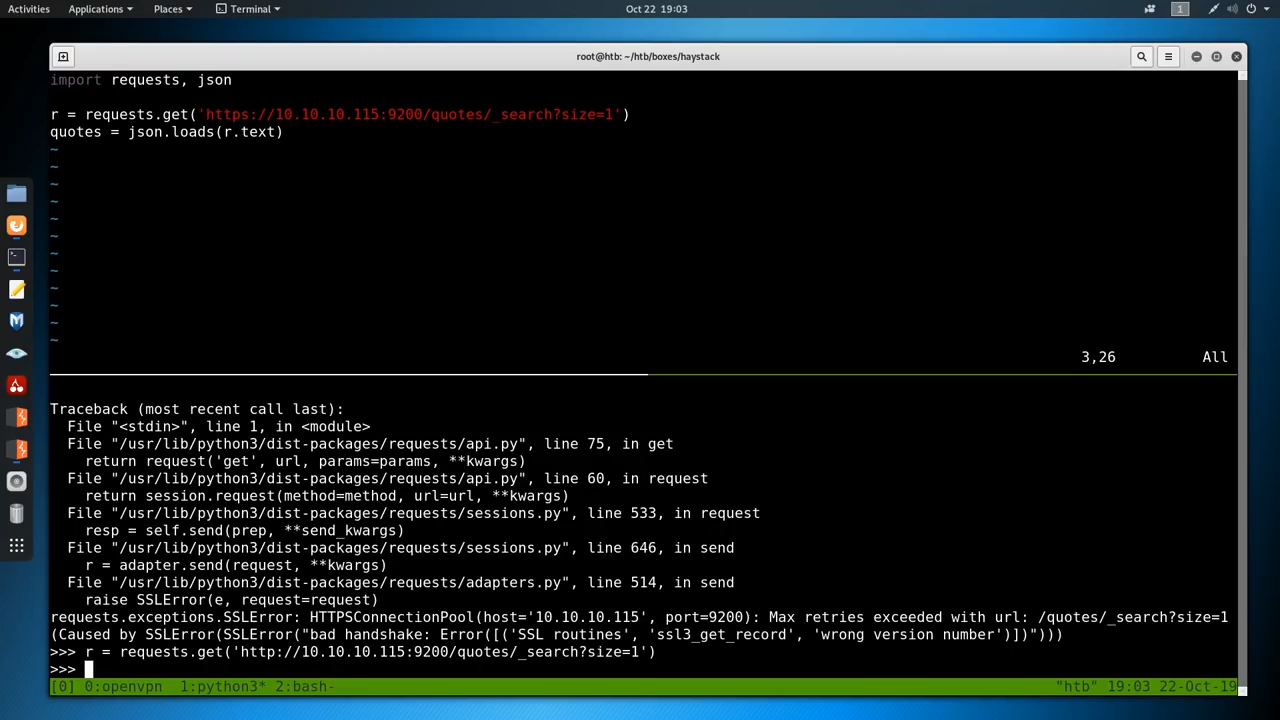 Activities Applications Places Terminal Oct 22 19:03 1
root@htb: ~/htb/boxes/haystack
import requests, json
r = requests.get('https://10.10.10.115:9200/quotes/_search?size=1')
quotes = json.loads(r.text)
~
~
~
~
~
~
~
~
~
~
~
~
3,26 All
Traceback (most recent call last):
File "<stdin>", line 1, in <module>
File "/usr/lib/python3/dist-packages/requests/api.py", line 75, in get
return request('get', url, params=params, **kwargs)
File "/usr/lib/python3/dist-packages/requests/api.py", line 60, in request
return session.request(method=method, url=url, **kwargs)
File "/usr/lib/python3/dist-packages/requests/sessions.py", line 533, in request
resp = self.send(prep, **send_kwargs)
File "/usr/lib/python3/dist-packages/requests/sessions.py", line 646, in send
r = adapter.send(request, **kwargs)
File "/usr/lib/python3/dist-packages/requests/adapters.py", line 514, in send
raise SSLError(e, request=request)
requests.exceptions.SSLError: HTTPSConnectionPool(host='10.10.10.115', port=9200): Max retries exceeded with url: /quotes/_search?size=1
(Caused by SSLError(SSLError("bad handshake: Error([('SSL routines', 'ssl3_get_record', 'wrong version number')])")))
>>> r = requests.get('http://10.10.10.115:9200/quotes/_search?size=1')
>>>
[0] 0:openvpn 1:python3* 2:bash- "htb" 19:03 22-Oct-19